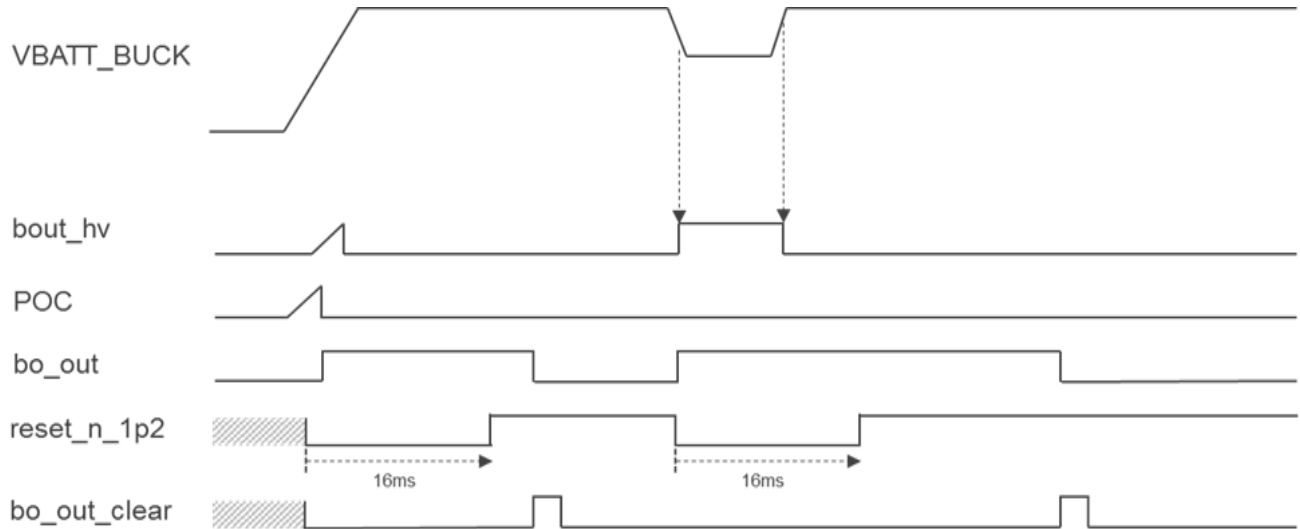 VBATT_BUCK
bout_hv
POC
bo_out
reset_n_1p2
16ms 16ms
bo_out_clear